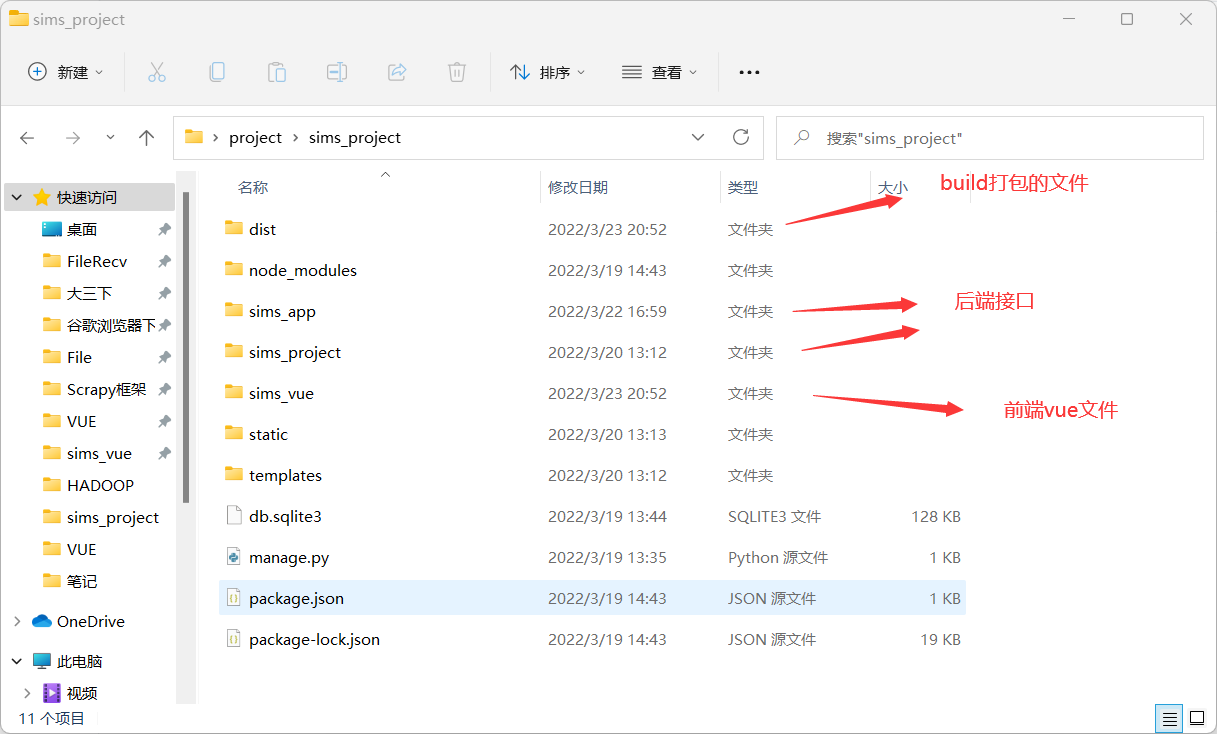 sims_project
新建 排序 查看
project sims_project 搜索"sims_project"
名称 修改日期 类型 大小
build打包的文件
快速访问
桌面
FileRecv
大三下
谷歌浏览器下
File
Scrapy框架
VUE
sims_vue
HADOOP
sims_project
VUE
笔记
OneDrive
此电脑
视频
dist 2022/3/23 20:52 文件夹
node_modules 2022/3/19 14:43 文件夹
sims_app 2022/3/22 16:59 文件夹
后端接口
sims_project 2022/3/20 13:12 文件夹
sims_vue 2022/3/23 20:52 文件夹
前端vue文件
static 2022/3/20 13:13 文件夹
templates 2022/3/20 13:12 文件夹
db.sqlite3 2022/3/19 13:44 SQLITE3 文件 128 KB
manage.py 2022/3/19 13:35 Python 源文件 1 KB
package.json 2022/3/19 14:43 JSON 源文件 1 KB
package-lock.json 2022/3/19 14:43 JSON 源文件 19 KB
11 个项目